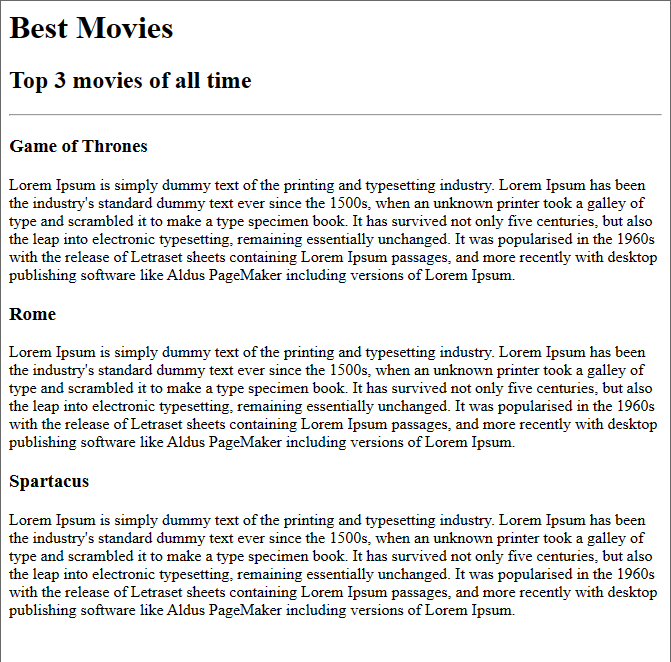 Best Movies
Top 3 movies of all time
Game of Thrones
Lorem Ipsum is simply dummy text of the printing and typesetting industry. Lorem Ipsum has been
the industry's standard dummy text ever since the 1500s, when an unknown printer took a galley of
type and scrambled it to make a type specimen book. It has survived not only five centuries, but also
the leap into electronic typesetting, remaining essentially unchanged. It was popularised in the 1960s
with the release of Letraset sheets containing Lorem Ipsum passages, and more recently with desktop
publishing software like Aldus PageMaker including versions of Lorem Ipsum.
Rome
Lorem Ipsum is simply dummy text of the printing and typesetting industry. Lorem Ipsum has been
the industry's standard dummy text ever since the 1500s, when an unknown printer took a galley of
type and scrambled it to make a type specimen book. It has survived not only five centuries, but also
the leap into electronic typesetting, remaining essentially unchanged. It was popularised in the 1960s
with the release of Letraset sheets containing Lorem Ipsum passages, and more recently with desktop
publishing software like Aldus PageMaker including versions of Lorem Ipsum.
Spartacus
Lorem Ipsum is simply dummy text of the printing and typesetting industry. Lorem Ipsum has been
the industry's standard dummy text ever since the 1500s, when an unknown printer took a galley of
type and scrambled it to make a type specimen book. It has survived not only five centuries, but also
the leap into electronic typesetting, remaining essentially unchanged. It was popularised in the 1960s
with the release of Letraset sheets containing Lorem Ipsum passages, and more recently with desktop
publishing software like Aldus PageMaker including versions of Lorem Ipsum.